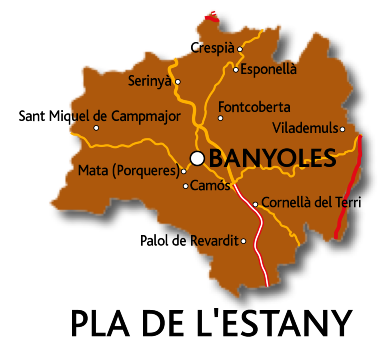 Crespià
Esponellà
Serinyà
Fontcoberta
Sant Miquel de Campmajor
Vilademuls
BANYOLES
Mata (Porqueres)
Camós
Cornellà del Terri
Palol de Revardit
PLA DE L'ESTANY